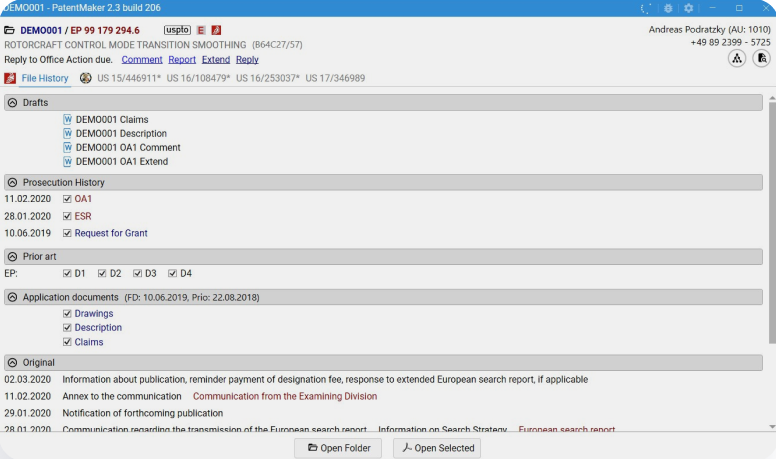 DEMO001 - PatentMaker 2.3 build 206
DEMO001 / EP 99 179 294.6 uspto E
Andreas Podratzky (AU: 1010)
ROTORCRAFT CONTROL MODE TRANSITION SMOOTHING (B64C27/57)
+49 89 2399 - 5725
Reply to Office Action due. Comment Report Extend Reply
File History US 15/446911* US 16/108479* US 16/253037* US 17/346989
Drafts
DEMO001 Claims
DEMO001 Description
DEMO001 OA1 Comment
DEMO001 OA1 Extend
Prosecution History
11.02.2020 OA1
28.01.2020 ESR
10.06.2019 Request for Grant
Prior art
EP: D1 D2 D3 D4
Application documents (FD: 10.06.2019, Prio: 22.08.2018)
Drawings
Description
Claims
Original
02.03.2020 Information about publication, reminder payment of designation fee, response to extended European search report, if applicable
11.02.2020 Annex to the communication Communication from the Examining Division
29.01.2020 Notification of forthcoming publication
28.01.2020 Communication regarding the transmission of the European search report Information on Search Strategy European search report
Open Folder Open Selected